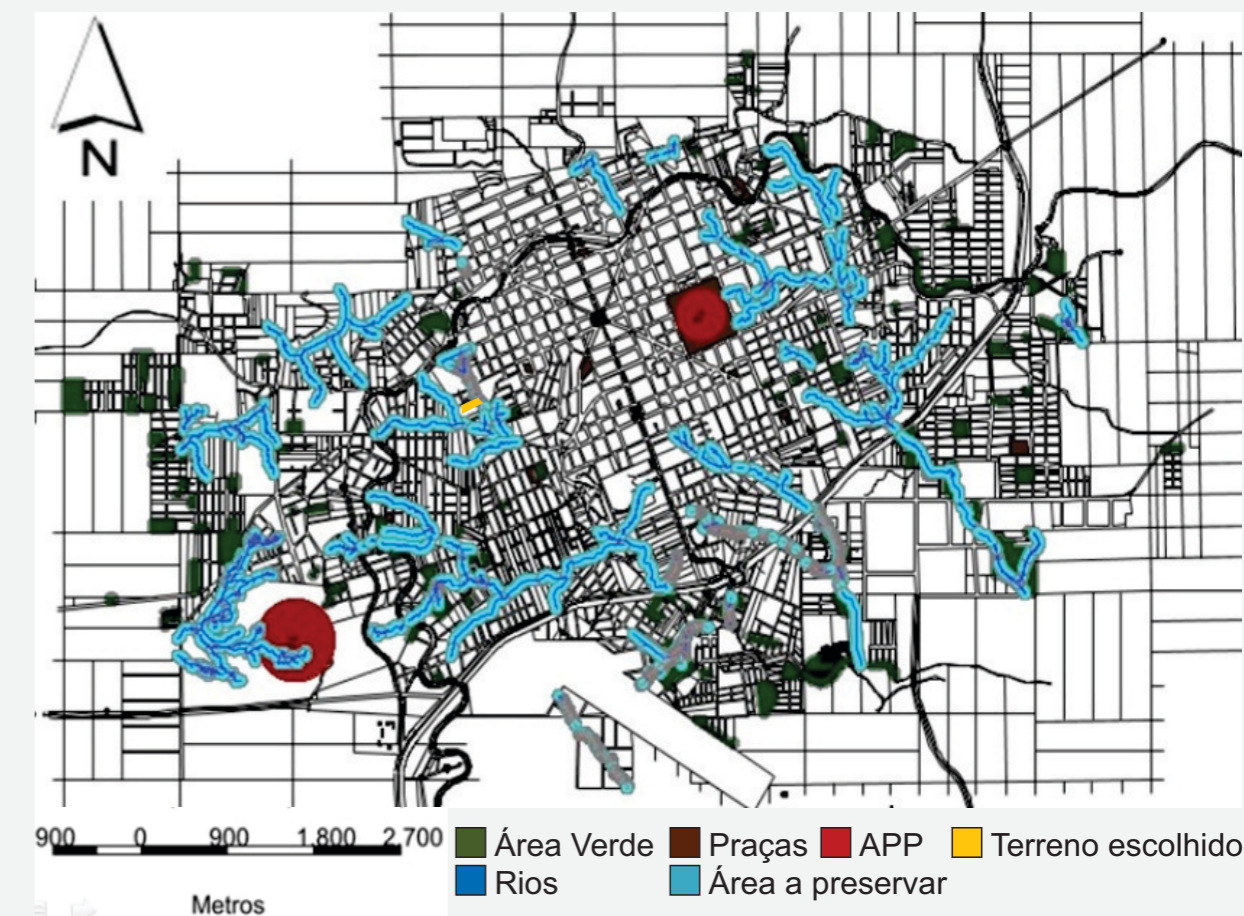 N
900 0 900 1.800 2.700
Metros
Área Verde Praças APP Terreno escolhido
Rios Área a preservar